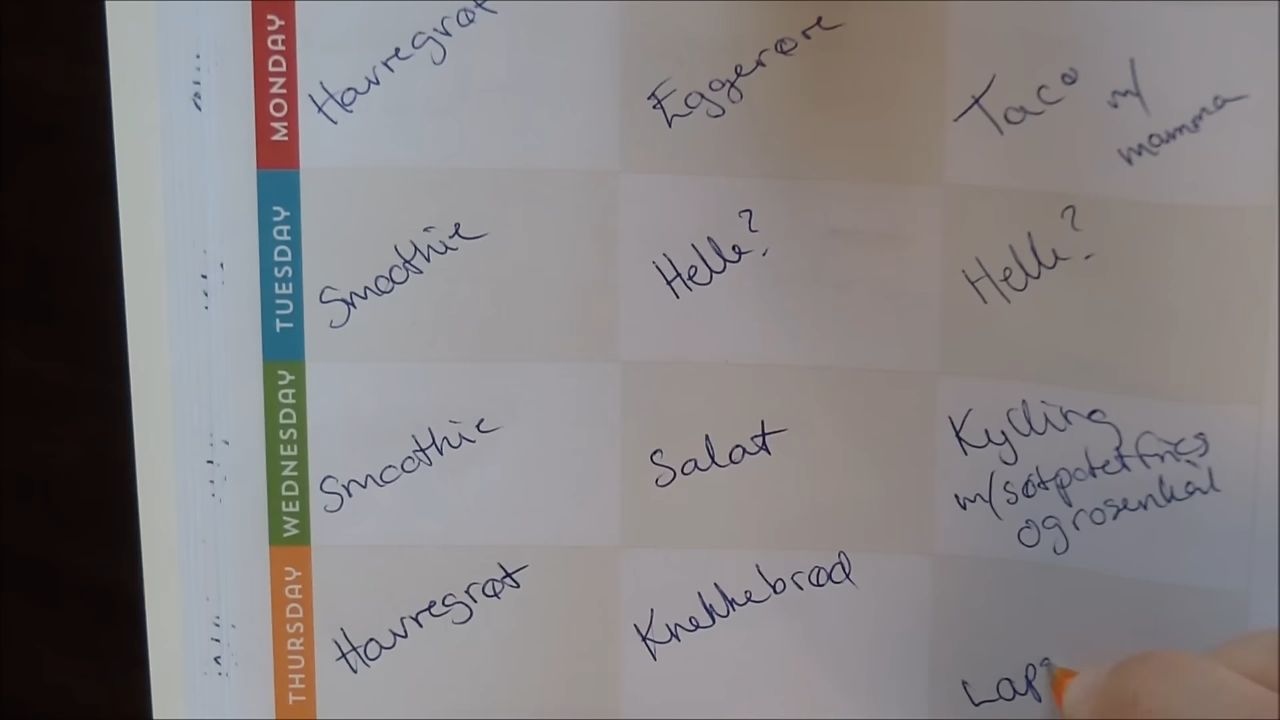 MONDAY
Havregrøt
Eggerøre
Taco m/
mamma
TUESDAY
Smoothie
Helle?
Helle?
WEDNESDAY
Smoothie
Salat
Kylling
m/søtpotetfries
og rosenkål
THURSDAY
Havregrøt
Knekkebrød